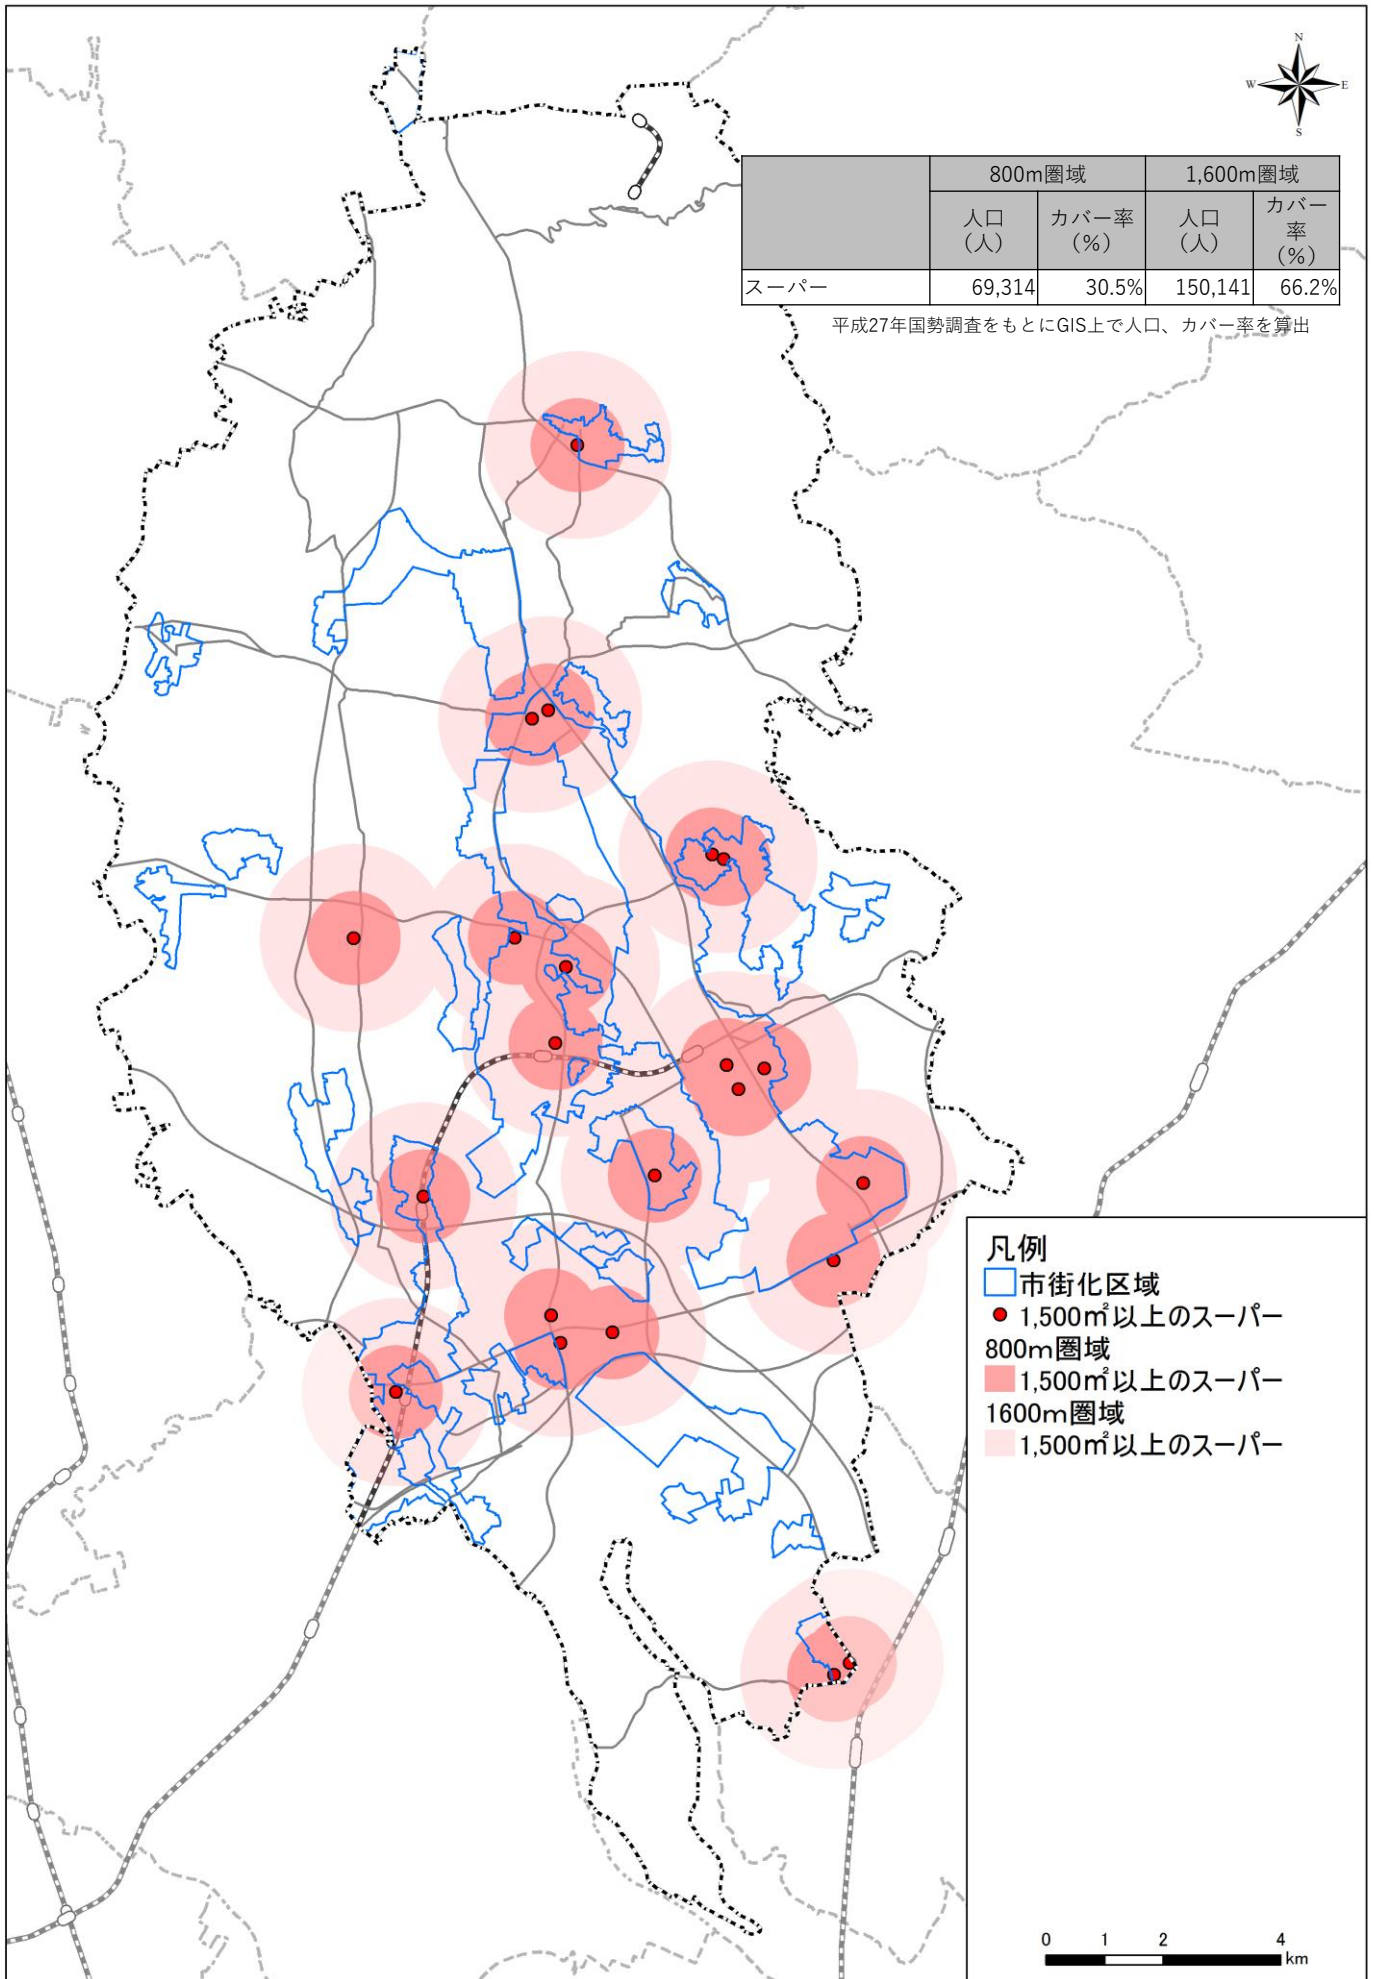 N
W
E
S
800m圏域
1,600m圏域
人口
(人)
カバー率
(%)
人口
(人)
カバー
率
(%)
スーパー
69,314
30.5%
150,141
66.2%
平成27年国勢調査をもとにGIS上で人口、カバー率を算出
凡例
市街化区域
1,500㎡以上のスーパー
800m圏域
1,500㎡以上のスーパー
1600m圏域
1,500㎡以上のスーパー
0 1 2 4
km